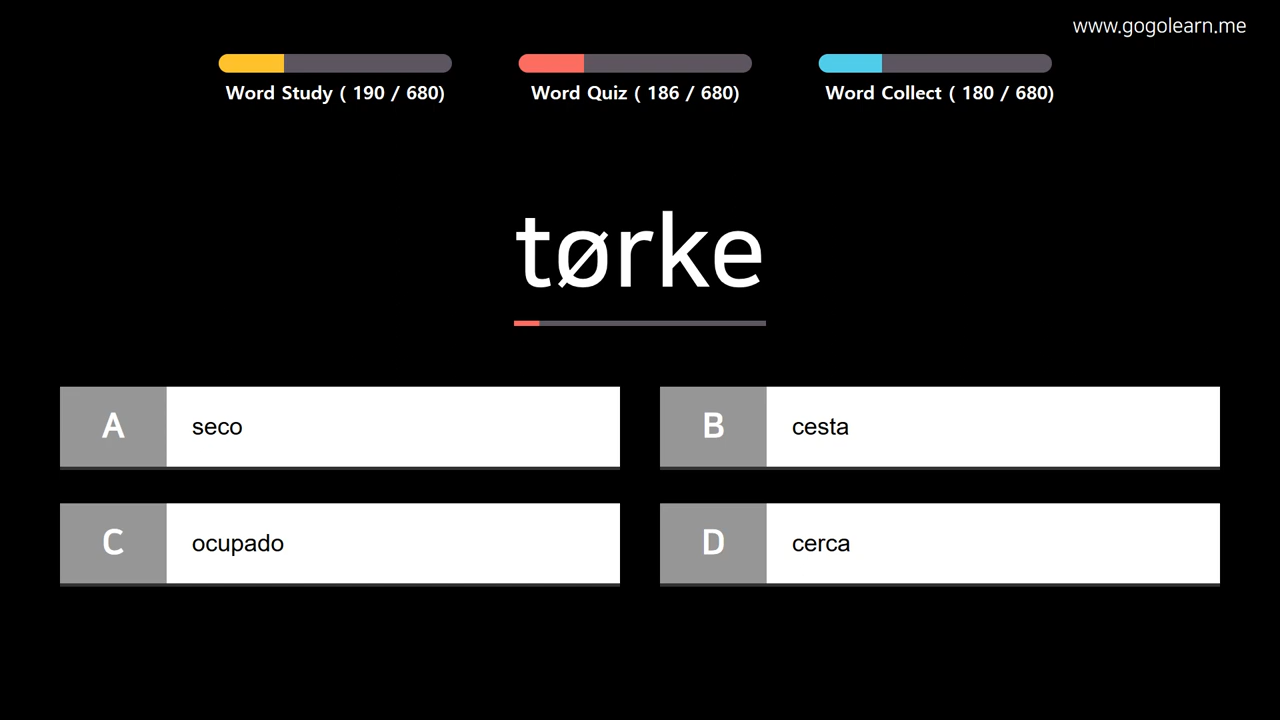 www.gogolearn.me
Word Study ( 190 / 680)
Word Quiz ( 186 / 680)
Word Collect ( 180 / 680)
tørke
A seco
B cesta
C ocupado
D cerca